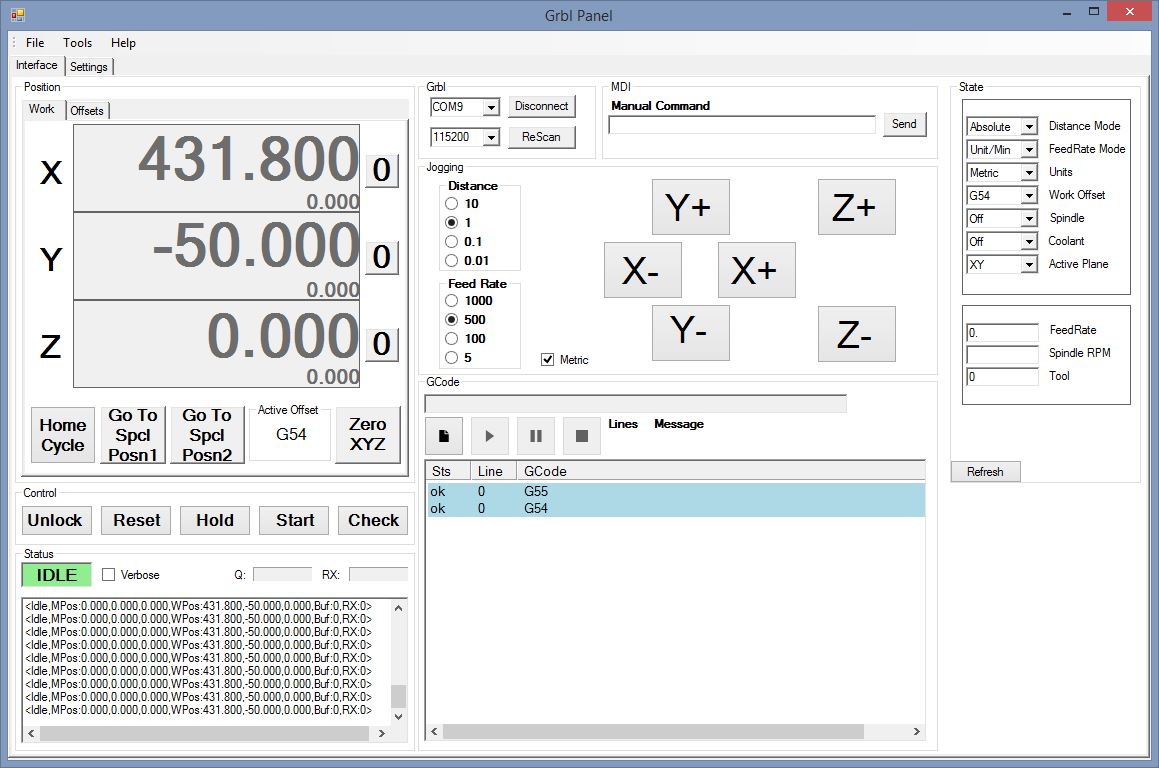 Grbl Panel
File Tools Help
Interface Settings
Position
Work Offsets
X 431.800 0
0.000
Y -50.000 0
0.000
Z 0.000 0
0.000
Home Cycle
Go To Spcl Posn1
Go To Spcl Posn2
Active Offset
G54
Zero XYZ
Control
Unlock Reset Hold Start Check
Status
IDLE Verbose Q: RX:
<Idle,MPos:0.000,0.000,0.000,WPos:431.800,-50.000,0.000,Buf:0,RX:0>
<Idle,MPos:0.000,0.000,0.000,WPos:431.800,-50.000,0.000,Buf:0,RX:0>
<Idle,MPos:0.000,0.000,0.000,WPos:431.800,-50.000,0.000,Buf:0,RX:0>
<Idle,MPos:0.000,0.000,0.000,WPos:431.800,-50.000,0.000,Buf:0,RX:0>
<Idle,MPos:0.000,0.000,0.000,WPos:431.800,-50.000,0.000,Buf:0,RX:0>
<Idle,MPos:0.000,0.000,0.000,WPos:431.800,-50.000,0.000,Buf:0,RX:0>
<Idle,MPos:0.000,0.000,0.000,WPos:431.800,-50.000,0.000,Buf:0,RX:0>
<Idle,MPos:0.000,0.000,0.000,WPos:431.800,-50.000,0.000,Buf:0,RX:0>
<Idle,MPos:0.000,0.000,0.000,WPos:431.800,-50.000,0.000,Buf:0,RX:0>
Grbl
COM9 Disconnect
115200 ReScan
MDI
Manual Command
Send
Jogging
Distance
10
1
0.1
0.01
Feed Rate
1000
500
100
5
Metric
Y+ Z+
X- X+
Y- Z-
GCode
Lines Message
Sts Line GCode
ok 0 G55
ok 0 G54
State
Absolute Distance Mode
Unit/Min FeedRate Mode
Metric Units
G54 Work Offset
Off Spindle
Off Coolant
XY Active Plane
0. FeedRate
Spindle RPM
0 Tool
Refresh